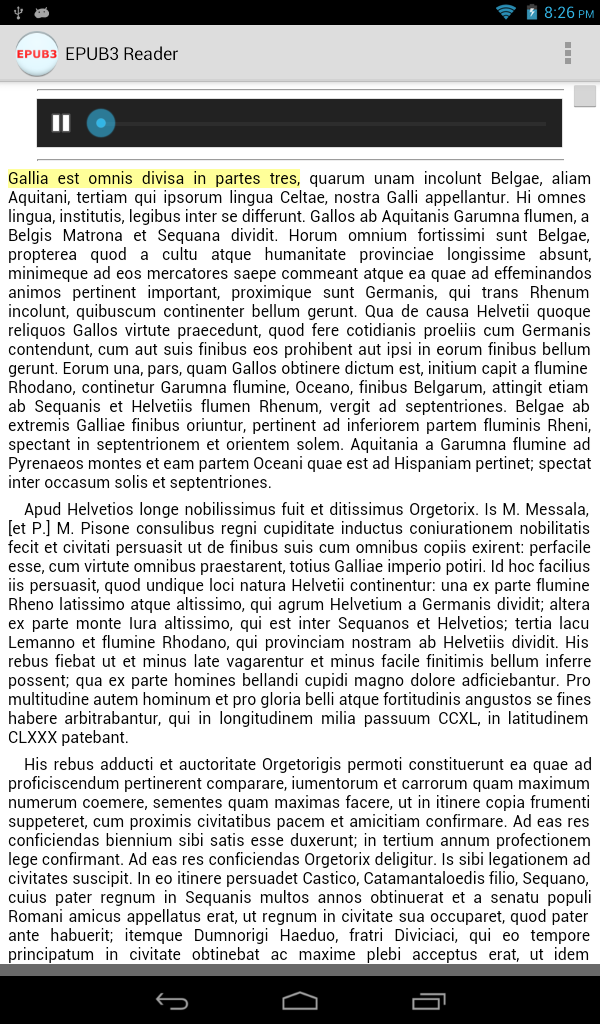 8:26 PM
EPUB3 EPUB3 Reader
Gallia est omnis divisa in partes tres, quarum unam incolunt Belgae, aliam
Aquitani, tertiam qui ipsorum lingua Celtae, nostra Galli appellantur. Hi omnes
lingua, institutis, legibus inter se differunt. Gallos ab Aquitanis Garumna flumen, a
Belgis Matrona et Sequana dividit. Horum omnium fortissimi sunt Belgae,
propterea quod a cultu atque humanitate provinciae longissime absunt,
minimeque ad eos mercatores saepe commeant atque ea quae ad effeminandos
animos pertinent important, proximique sunt Germanis, qui trans Rhenum
incolunt, quibuscum continenter bellum gerunt. Qua de causa Helvetii quoque
reliquos Gallos virtute praecedunt, quod fere cotidianis proeliis cum Germanis
contendunt, cum aut suis finibus eos prohibent aut ipsi in eorum finibus bellum
gerunt. Eorum una, pars, quam Gallos obtinere dictum est, initium capit a flumine
Rhodano, continetur Garumna flumine, Oceano, finibus Belgarum, attingit etiam
ab Sequanis et Helvetiis flumen Rhenum, vergit ad septentriones. Belgae ab
extremis Galliae finibus oriuntur, pertinent ad inferiorem partem fluminis Rheni,
spectant in septentrionem et orientem solem. Aquitania a Garumna flumine ad
Pyrenaeos montes et eam partem Oceani quae est ad Hispaniam pertinet; spectat
inter occasum solis et septentriones.
Apud Helvetios longe nobilissimus fuit et ditissimus Orgetorix. Is M. Messala,
[et P.] M. Pisone consulibus regni cupiditate inductus coniurationem nobilitatis
fecit et civitati persuasit ut de finibus suis cum omnibus copiis exirent: perfacile
esse, cum virtute omnibus praestarent, totius Galliae imperio potiri. Id hoc facilius
iis persuasit, quod undique loci natura Helvetii continentur: una ex parte flumine
Rheno latissimo atque altissimo, qui agrum Helvetium a Germanis dividit; altera
ex parte monte Iura altissimo, qui est inter Sequanos et Helvetios; tertia lacu
Lemanno et flumine Rhodano, qui provinciam nostram ab Helvetiis dividit. His
rebus fiebat ut et minus late vagarentur et minus facile finitimis bellum inferre
possent; qua ex parte homines bellandi cupidi magno dolore adficiebantur. Pro
multitudine autem hominum et pro gloria belli atque fortitudinis angustos se fines
habere arbitrabantur, qui in longitudinem milia passuum CCXL, in latitudinem
CLXXX patebant.
His rebus adducti et auctoritate Orgetorigis permoti constituerunt ea quae ad
proficiscendum pertinerent comparare, iumentorum et carrorum quam maximum
numerum coemere, sementes quam maximas facere, ut in itinere copia frumenti
suppeteret, cum proximis civitatibus pacem et amicitiam confirmare. Ad eas res
conficiendas biennium sibi satis esse duxerunt; in tertium annum profectionem
lege confirmant. Ad eas res conficiendas Orgetorix deligitur. Is sibi legationem ad
civitates suscipit. In eo itinere persuadet Castico, Catamantaloedis filio, Sequano,
cuius pater regnum in Sequanis multos annos obtinuerat et a senatu populi
Romani amicus appellatus erat, ut regnum in civitate sua occuparet, quod pater
ante habuerit; itemque Dumnorigi Haeduo, fratri Diviciaci, qui eo tempore
principatum in civitate obtinebat ac maxime plebi acceptus erat, ut idem